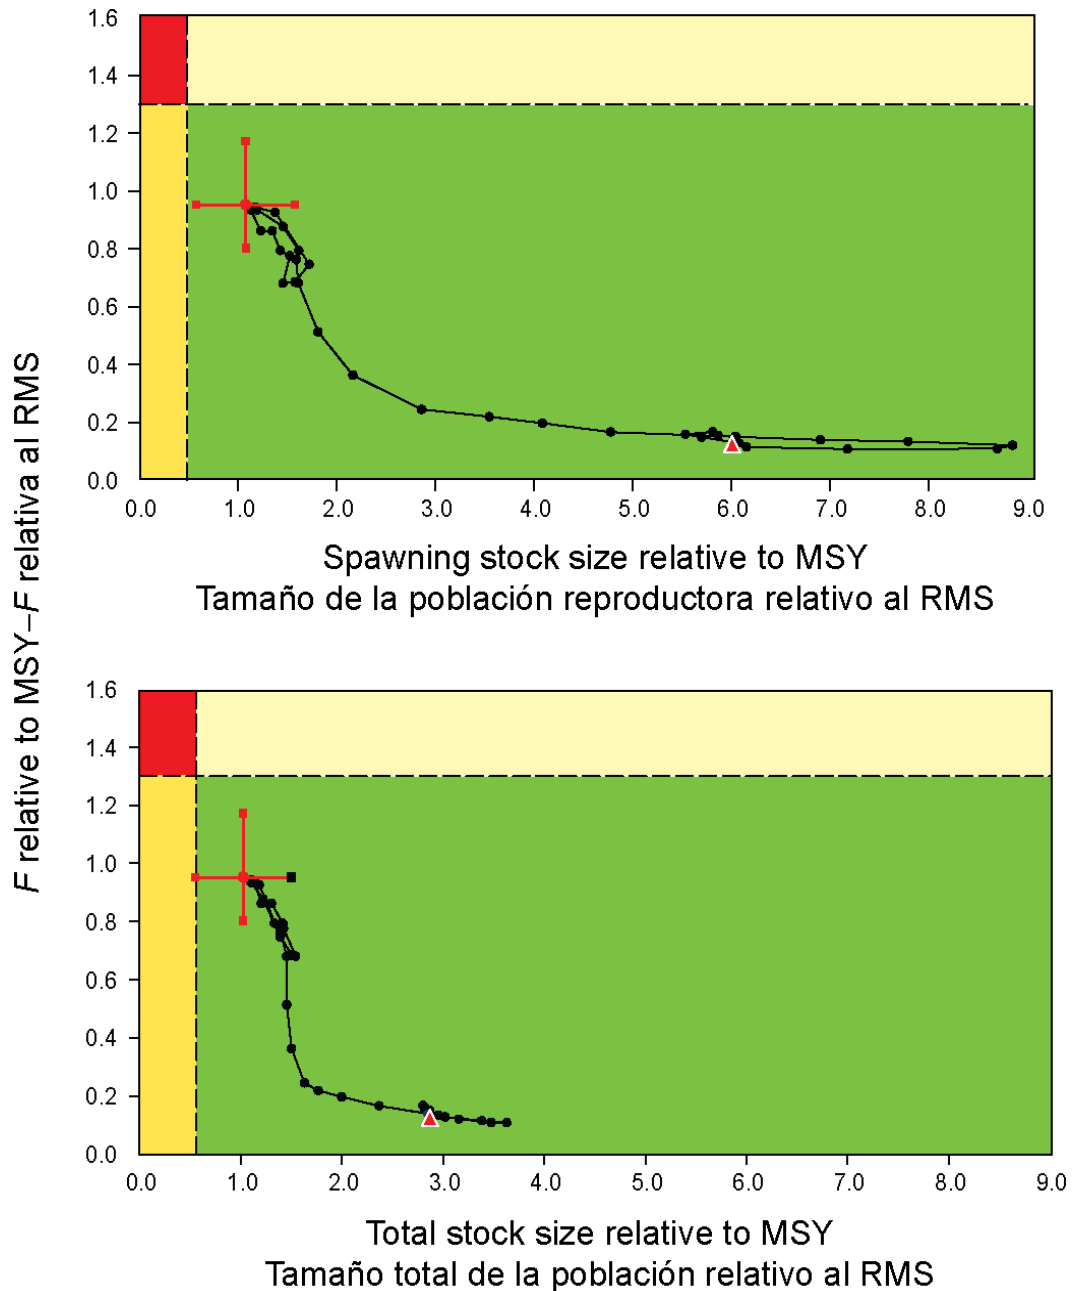 F relative to MSY–F relativa al RMS
1.6
1.4
1.2
1.0
0.8
0.6
0.4
0.2
0.0
0.0 1.0 2.0 3.0 4.0 5.0 6.0 7.0 8.0 9.0
Spawning stock size relative to MSY
Tamaño de la población reproductora relativo al RMS
1.6
1.4
1.2
1.0
0.8
0.6
0.4
0.2
0.0
0.0 1.0 2.0 3.0 4.0 5.0 6.0 7.0 8.0 9.0
Total stock size relative to MSY
Tamaño total de la población relativo al RMS